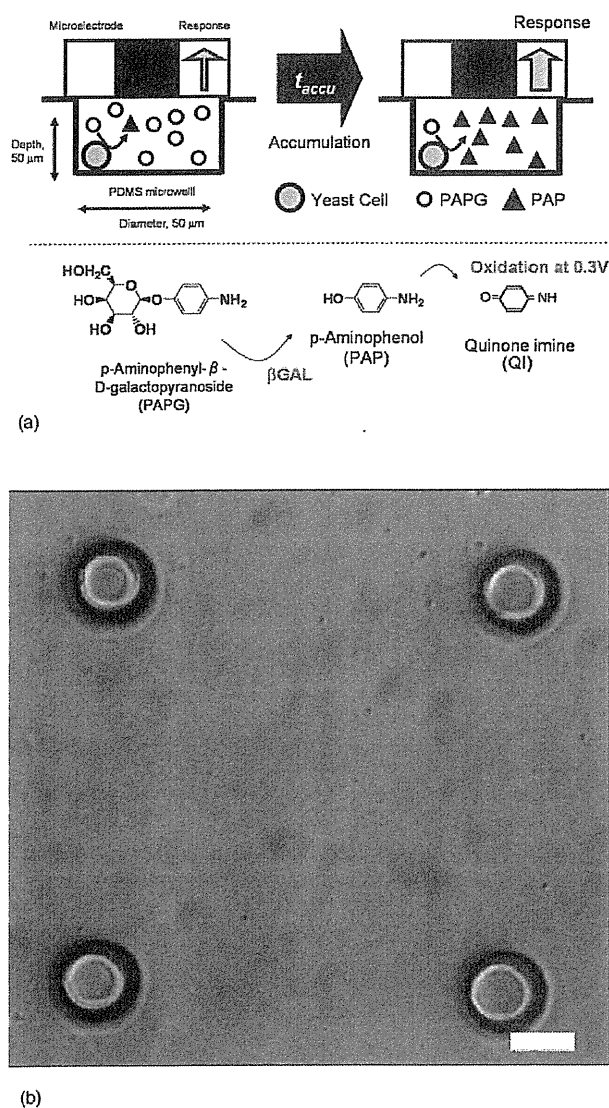 Microelectrode Response Response
t_accu
Depth, 50 µm
Accumulation
PDMS microwelll
Yeast Cell PAPG PAP
Diameter, 50 µm
Oxidation at 0.3V
HOH₂C
HO O O NH₂ HO NH₂ O NH
HO OH
p-Aminophenol
(PAP)
Quinone imine
(QI)
p-Aminophenyl-β-
D-galactopyranoside
(PAPG)
βGAL
(a)
(b)